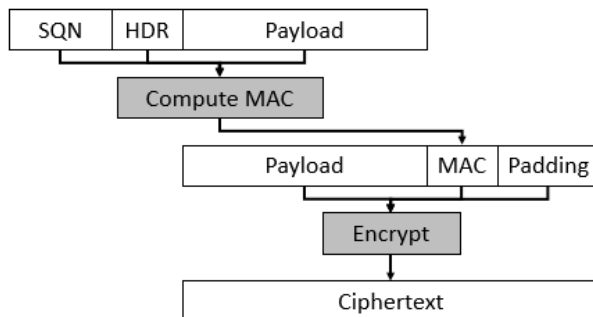 SQN HDR Payload
Compute MAC
Payload MAC Padding
Encrypt
Ciphertext